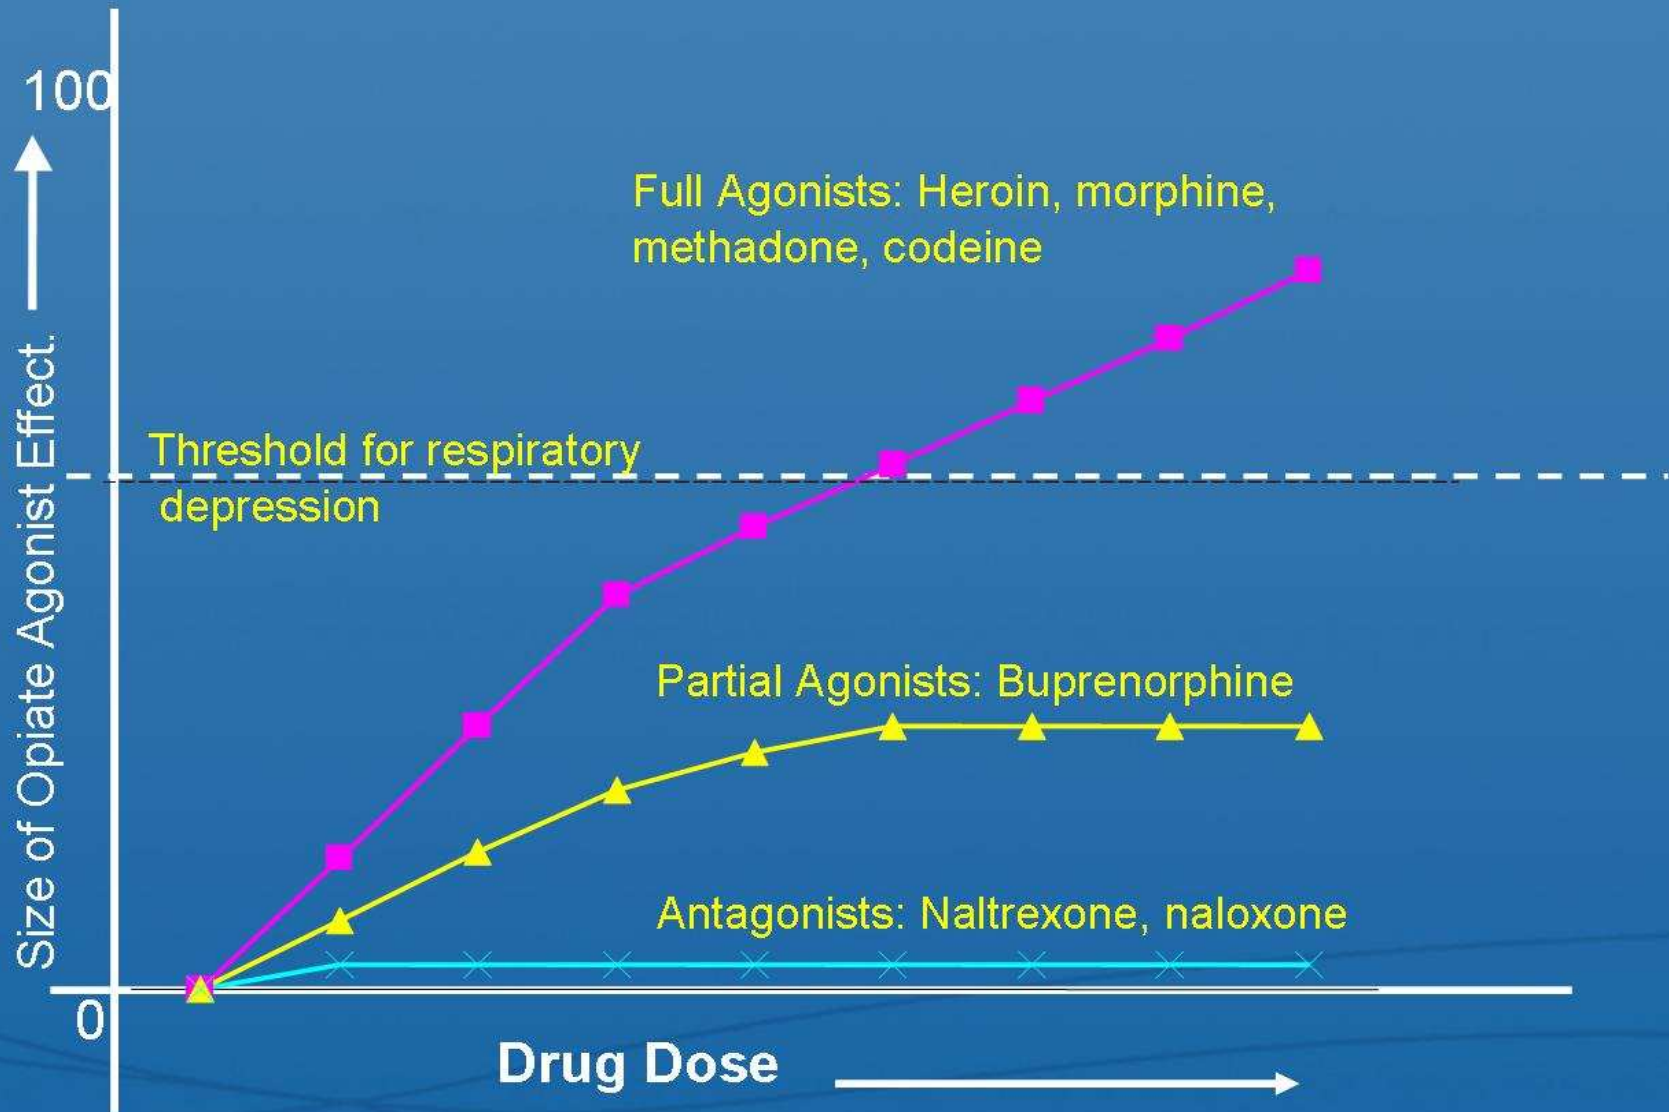 100
Full Agonists: Heroin, morphine,
methadone, codeine
Size of Opiate Agonist Effect.
Threshold for respiratory
depression
Partial Agonists: Buprenorphine
Antagonists: Naltrexone, naloxone
0
Drug Dose